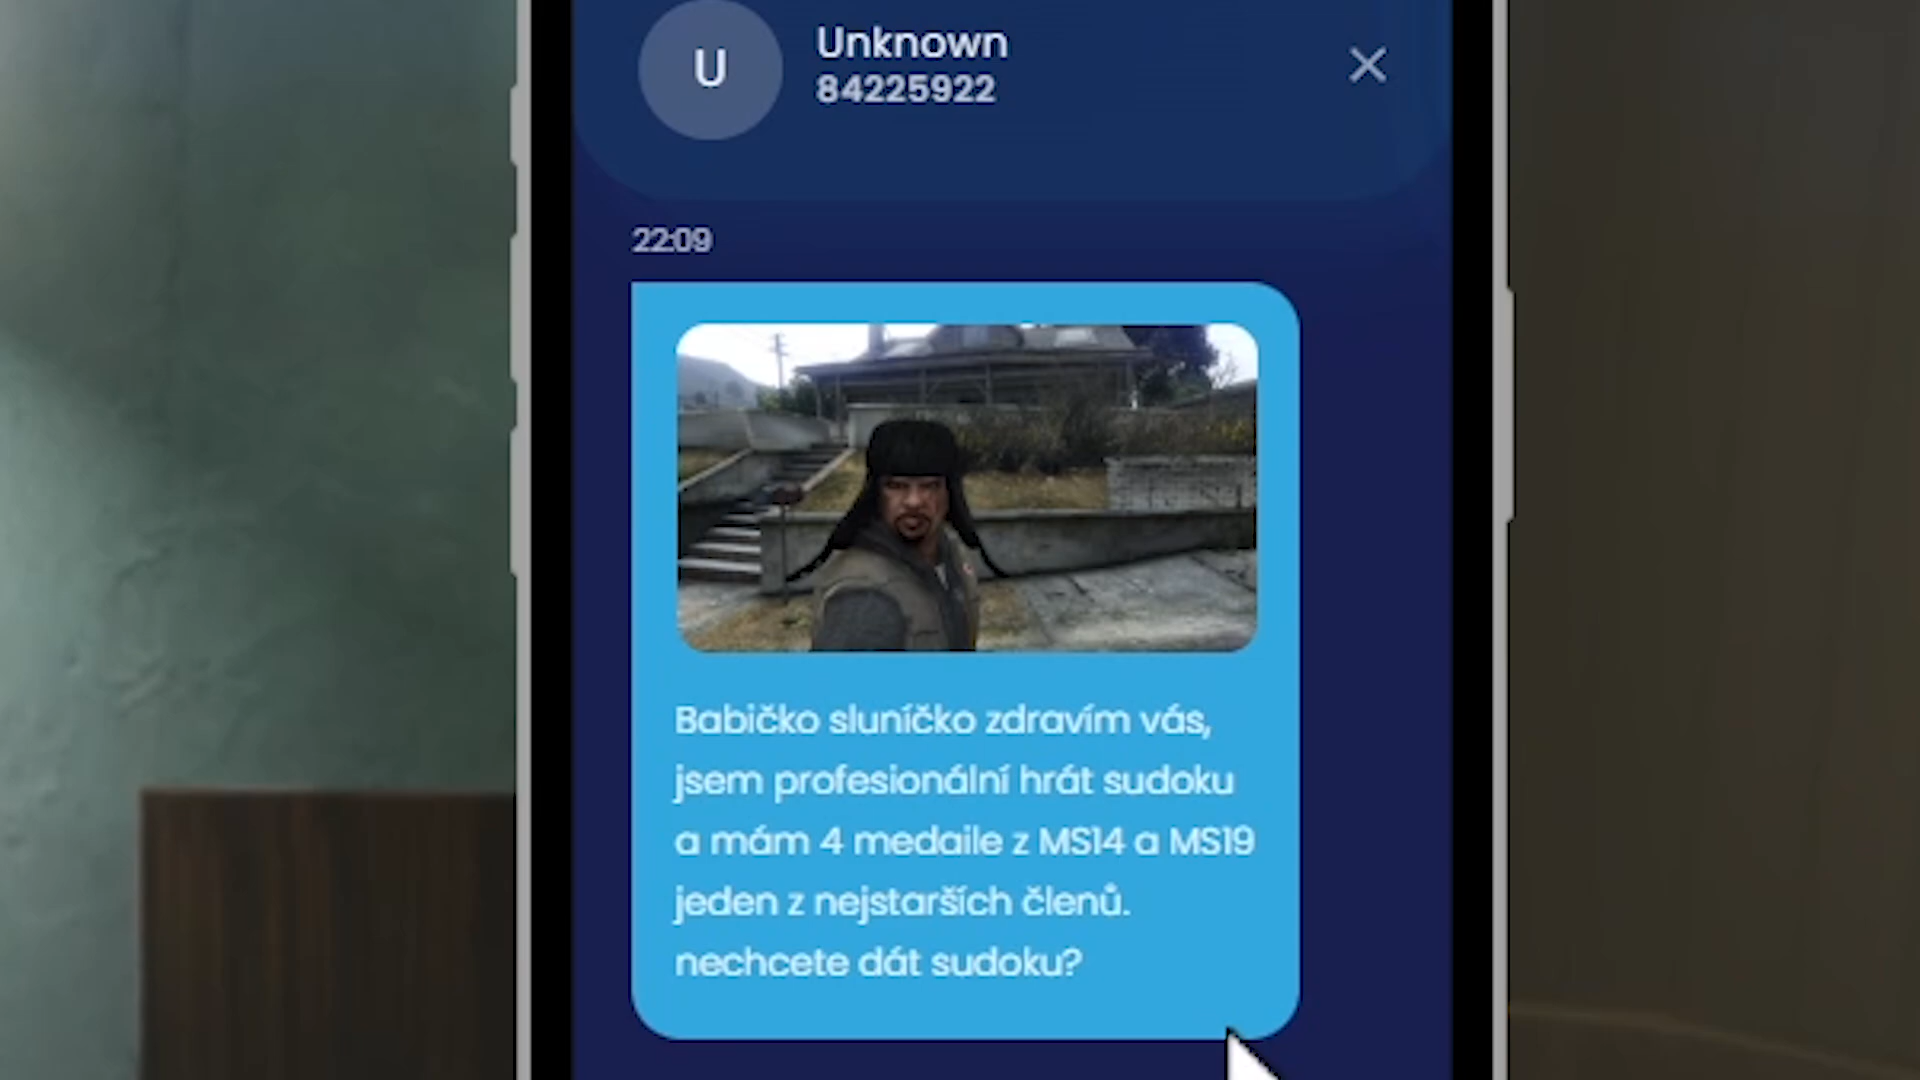 U
Unknown
84225922
22:09
Babičko sluníčko zdravím vás,
jsem profesionální hrát sudoku
a mám 4 medaile z MS14 a MS19
jeden z nejstarších členů.
nechcete dát sudoku?